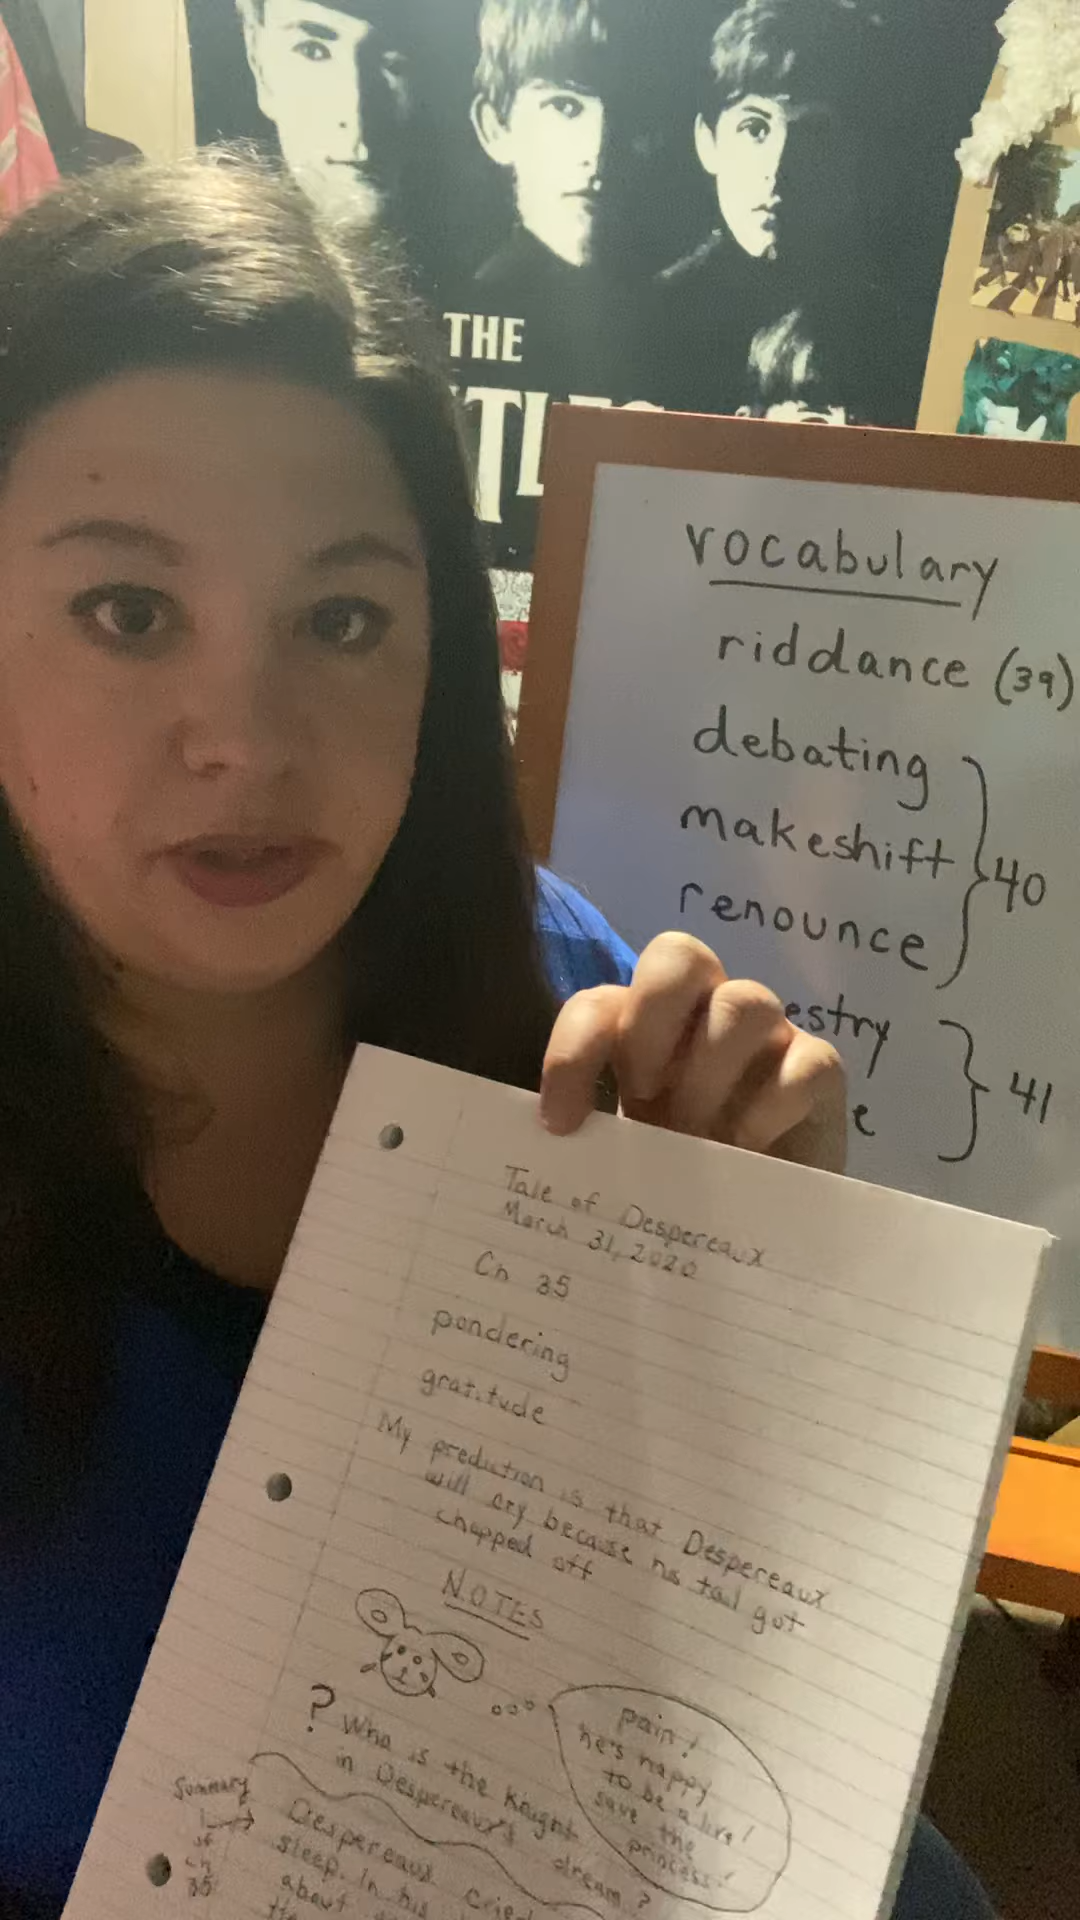 THE
vocabulary
riddance (39)
debating
makeshift
renounce
40
estry
e
41
Tale of Despereaux
March 31, 2020
Ch 35
pondering
gratitude
My prediction is that Despereaux
will cry because his tail got
chopped off
NOTES
pain!
he's happy
to be alive!
save the
princess!
? Who is the Knight
in Despereaux's dream?
Summary
of
ch
35
Despereaux cried
sleep. In his
about